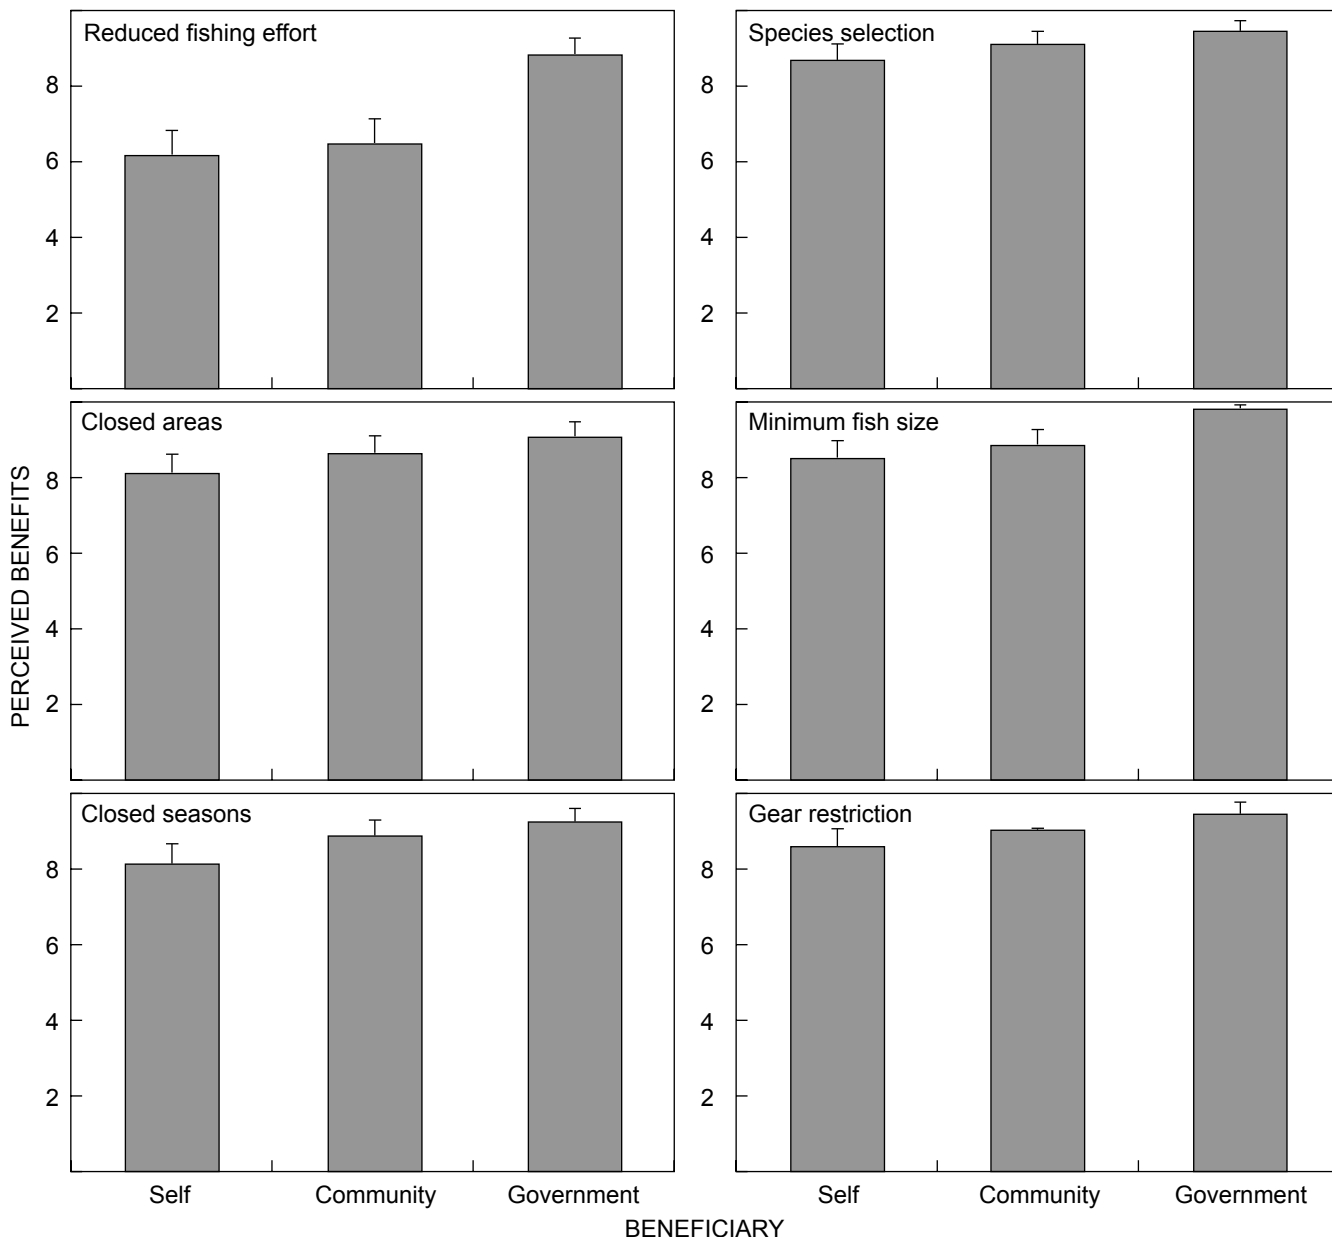 Reduced fishing effort
8
6
4
2
Species selection
8
6
4
2
Closed areas
8
6
4
2
Minimum fish size
8
6
4
2
Closed seasons
8
6
4
2
Gear restriction
8
6
4
2
PERCEIVED BENEFITS
Self Community Government
Self Community Government
BENEFICIARY